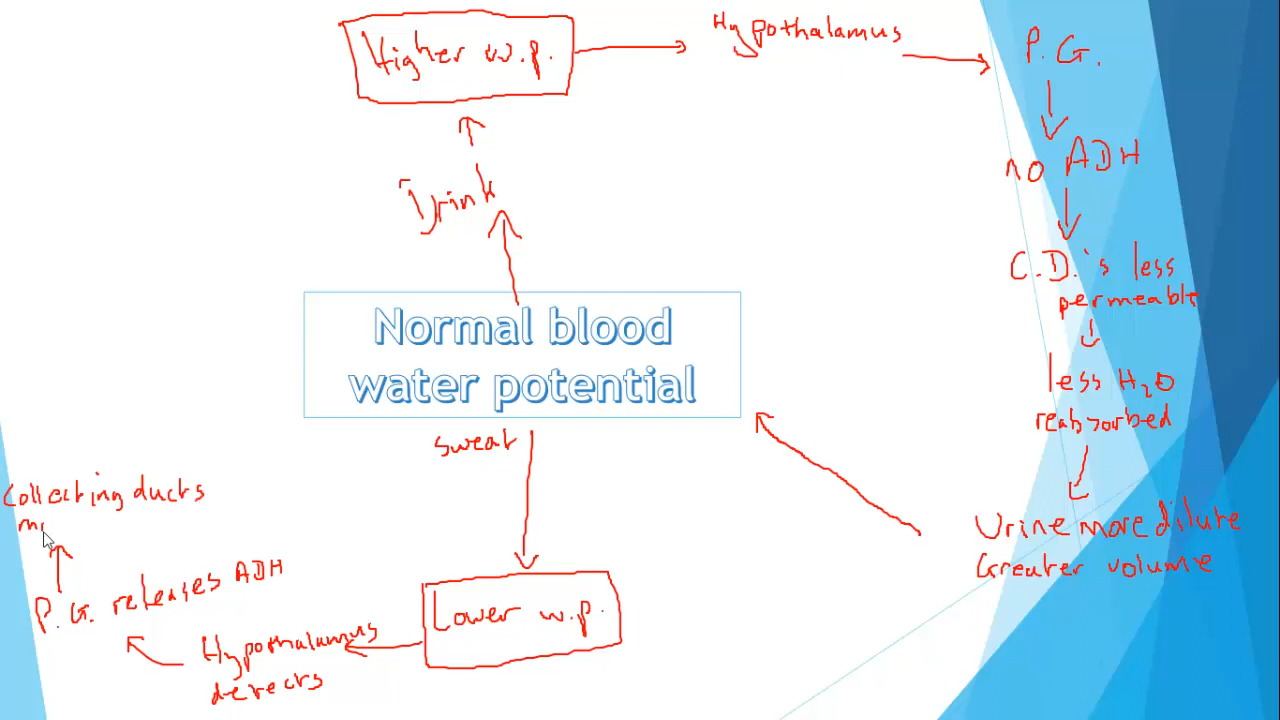 Higher w.p.
Hypothalamus
P.G.
no ADH
C.D.'s less
permeable
less H2O
reabsorbed
Urine more dilute
Greater volume
Drink
Normal blood
water potential
sweat
Lower w.p.
Hypothalamus
detects
P.G. releases ADH
Collecting ducts